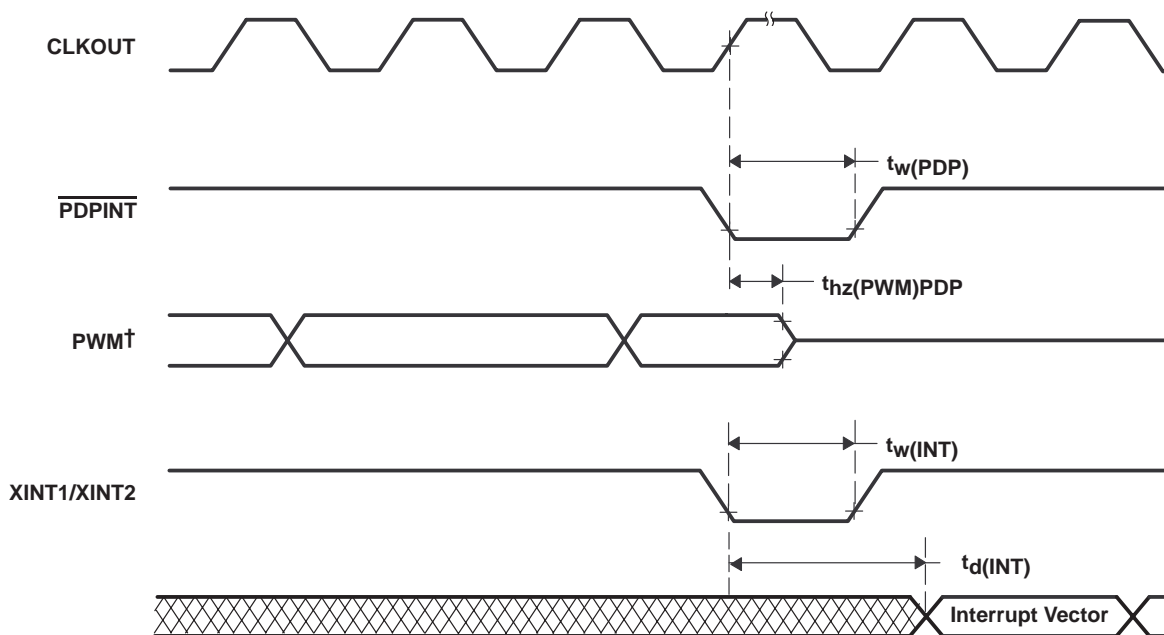 CLKOUT
tw(PDP)
PDPINT
thz(PWM)PDP
PWM†
tw(INT)
XINT1/XINT2
td(INT)
Interrupt Vector